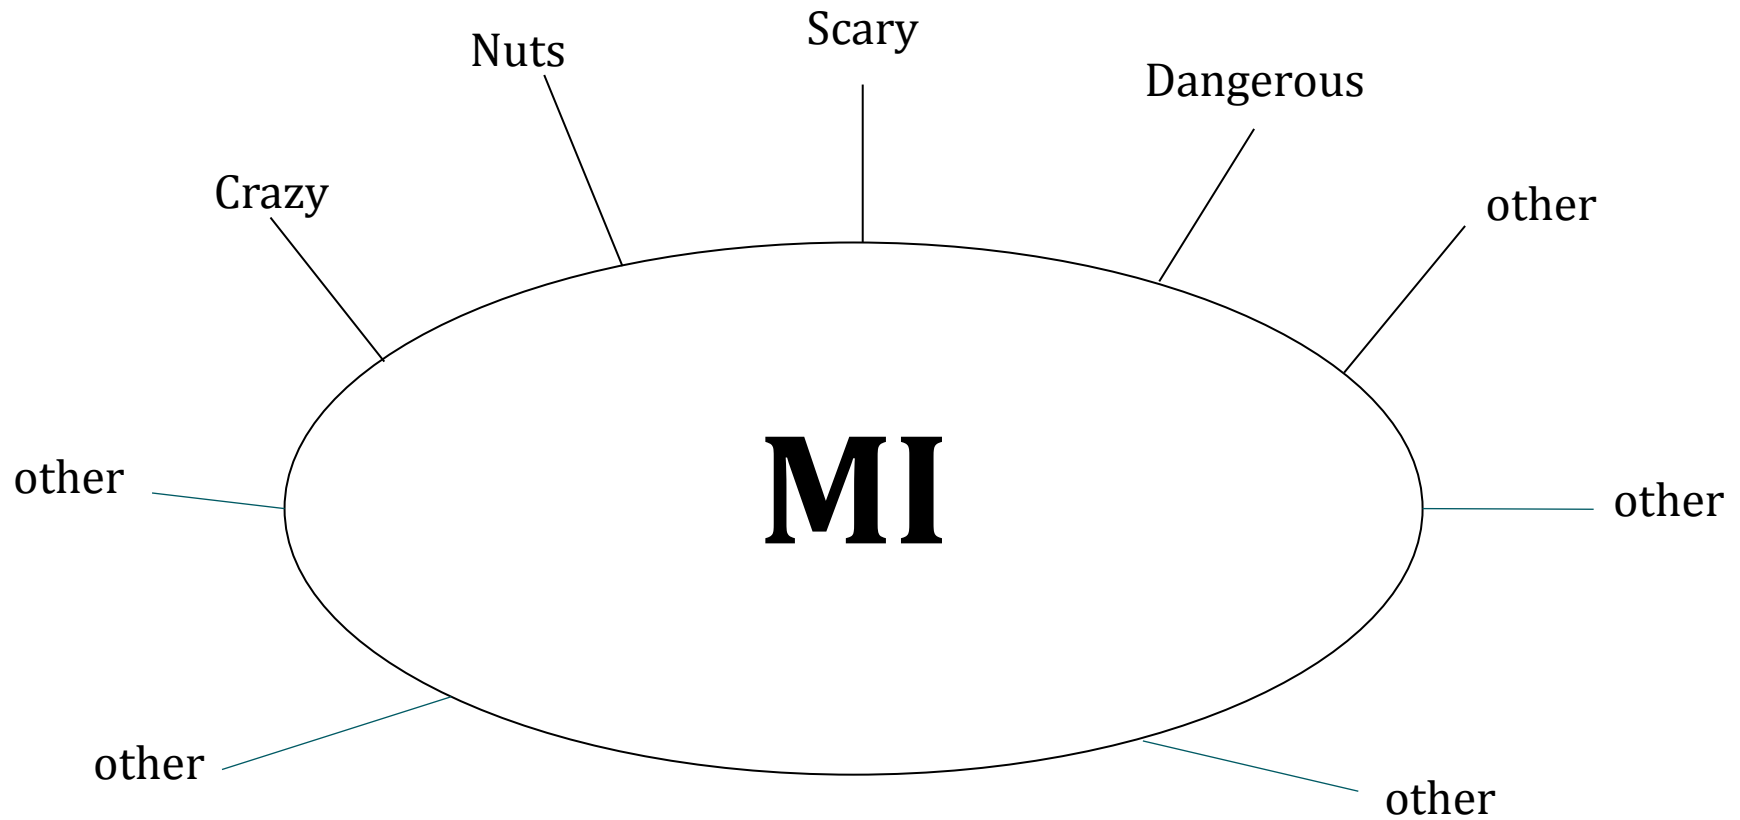 Scary
Nuts
Dangerous
Crazy
other
MI
other
other
other
other